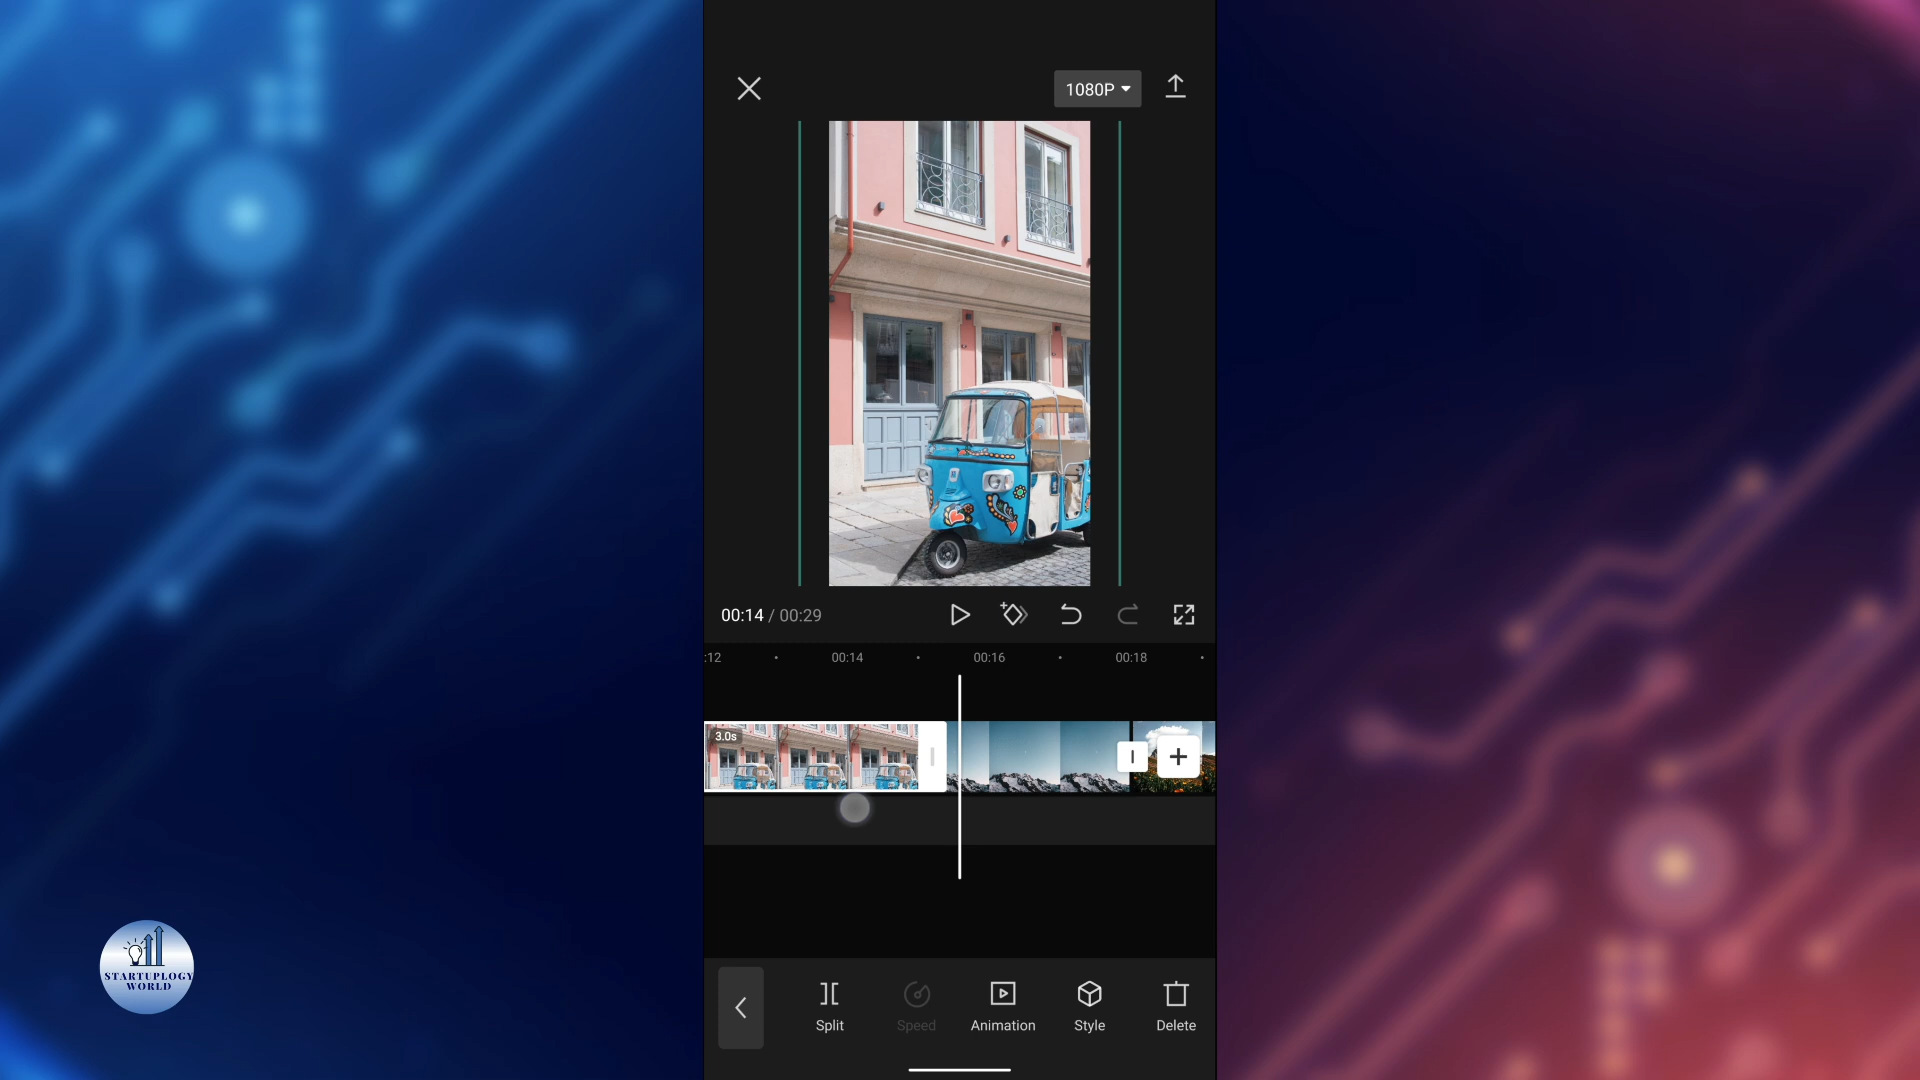 1080P
00:14 / 00:29
:12 00:14 00:16 00:18
3.0s
Split Speed Animation Style Delete
STARTUPLOGY
WORLD